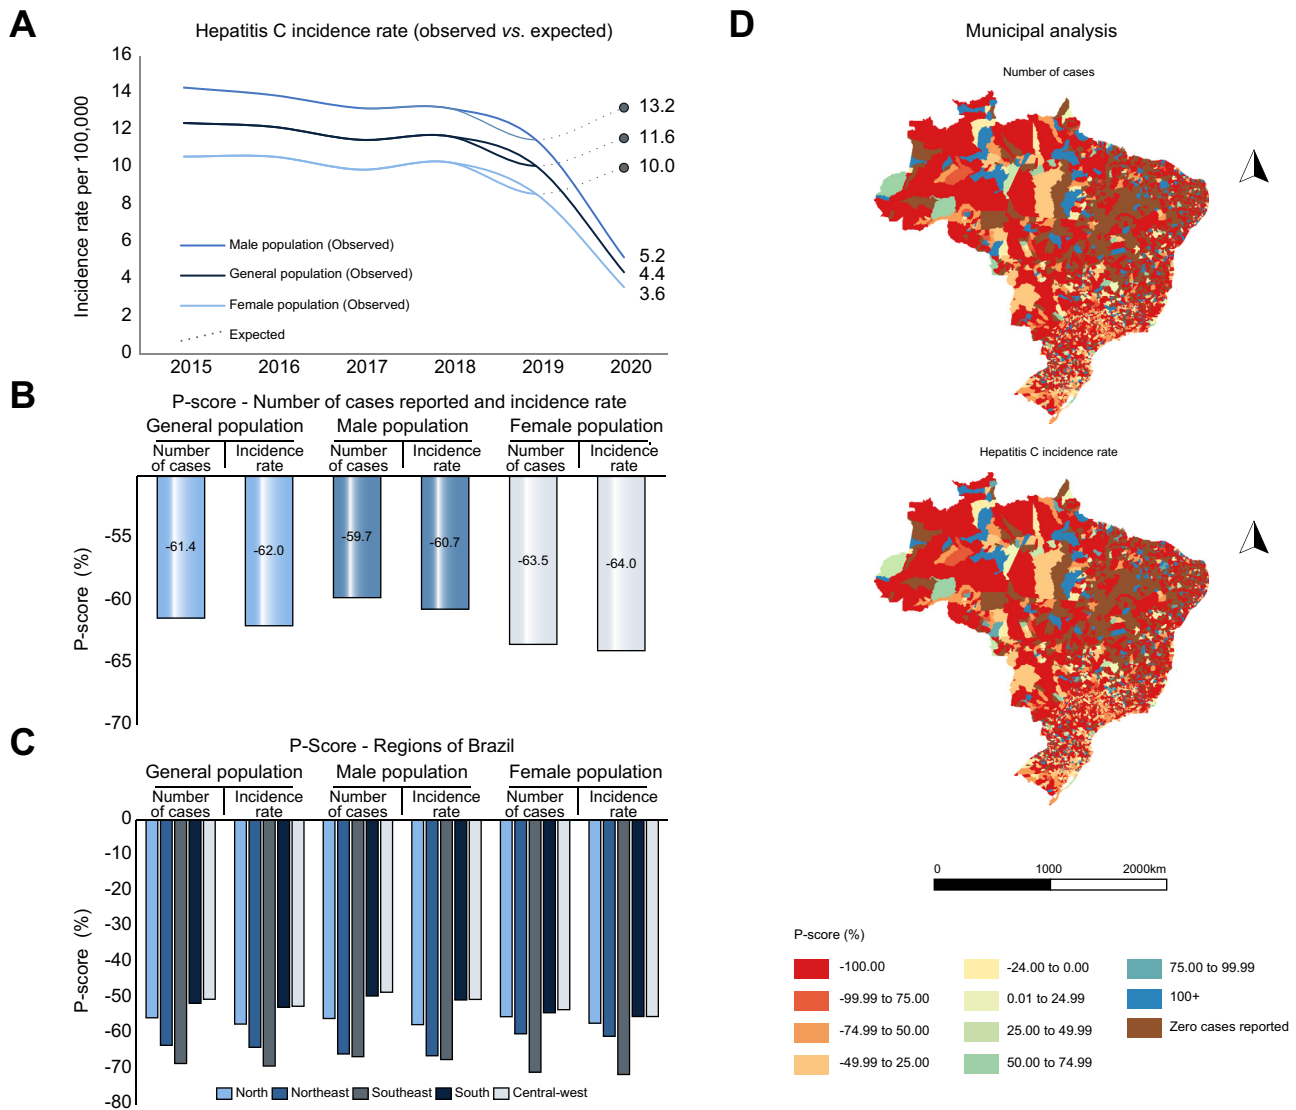 A
Hepatitis C incidence rate (observed vs. expected)
Incidence rate per 100,000
16
14
12
10
8
6
4
2
0
13.2
11.6
10.0
5.2
4.4
3.6
Male population (Observed)
General population (Observed)
Female population (Observed)
Expected
2015 2016 2017 2018 2019 2020
B
P-score - Number of cases reported and incidence rate
General population Male population Female population
Number of cases Incidence rate Number of cases Incidence rate Number of cases Incidence rate
P-score (%)
-55
-60
-65
-70
-61.4 -62.0 -59.7 -60.7 -63.5 -64.0
C
P-Score - Regions of Brazil
General population Male population Female population
Number of cases Incidence rate Number of cases Incidence rate Number of cases Incidence rate
P-score (%)
0
-10
-20
-30
-40
-50
-60
-70
-80
North Northeast Southeast South Central-west
D
Municipal analysis
Number of cases
Hepatitis C incidence rate
0 1000 2000km
P-score (%)
-100.00
-99.99 to 75.00
-74.99 to 50.00
-49.99 to 25.00
-24.00 to 0.00
0.01 to 24.99
25.00 to 49.99
50.00 to 74.99
75.00 to 99.99
100+
Zero cases reported